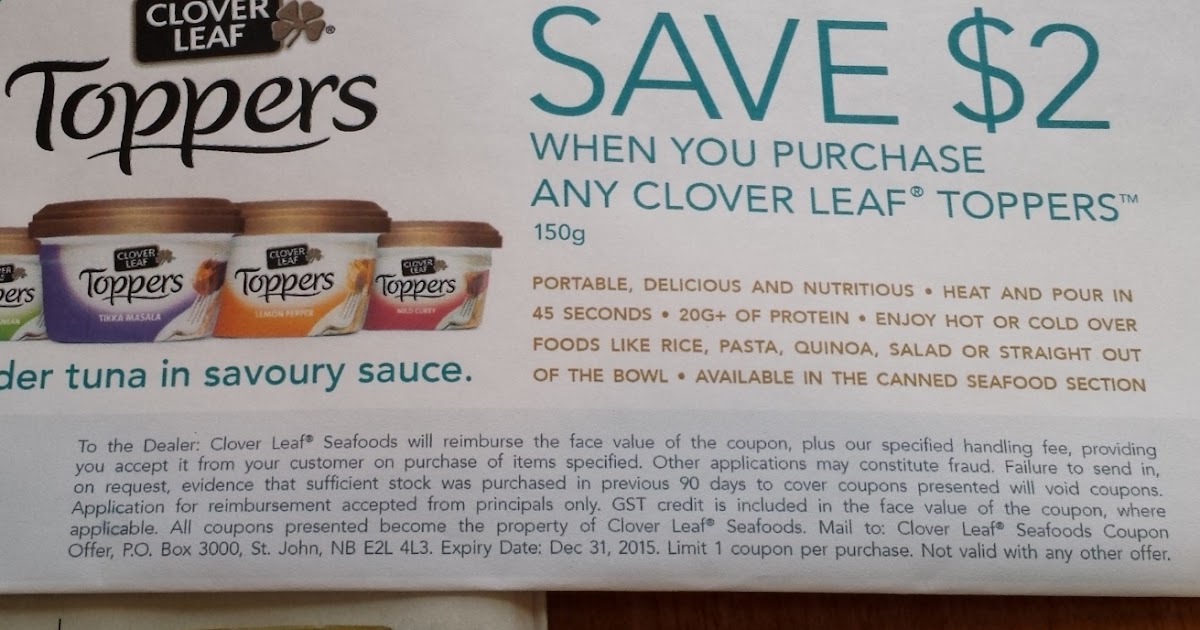 CLOVER
LEAF®
Toppers
SAVE $2
WHEN YOU PURCHASE
ANY CLOVER LEAF® TOPPERS™
150g
CLOVER
LEAF
Toppers
TIKKA MASALA
CLOVER
LEAF
Toppers
LEMON PEPPER
CLOVER
LEAF
Toppers
MILD CURRY
der tuna in savoury sauce.
PORTABLE, DELICIOUS AND NUTRITIOUS • HEAT AND POUR IN
45 SECONDS • 20G+ OF PROTEIN • ENJOY HOT OR COLD OVER
FOODS LIKE RICE, PASTA, QUINOA, SALAD OR STRAIGHT OUT
OF THE BOWL • AVAILABLE IN THE CANNED SEAFOOD SECTION
To the Dealer: Clover Leaf® Seafoods will reimburse the face value of the coupon, plus our specified handling fee, providing
you accept it from your customer on purchase of items specified. Other applications may constitute fraud. Failure to send in,
on request, evidence that sufficient stock was purchased in previous 90 days to cover coupons presented will void coupons.
Application for reimbursement accepted from principals only. GST credit is included in the face value of the coupon, where
applicable. All coupons presented become the property of Clover Leaf® Seafoods. Mail to: Clover Leaf® Seafoods Coupon
Offer, P.O. Box 3000, St. John, NB E2L 4L3. Expiry Date: Dec 31, 2015. Limit 1 coupon per purchase. Not valid with any other offer.